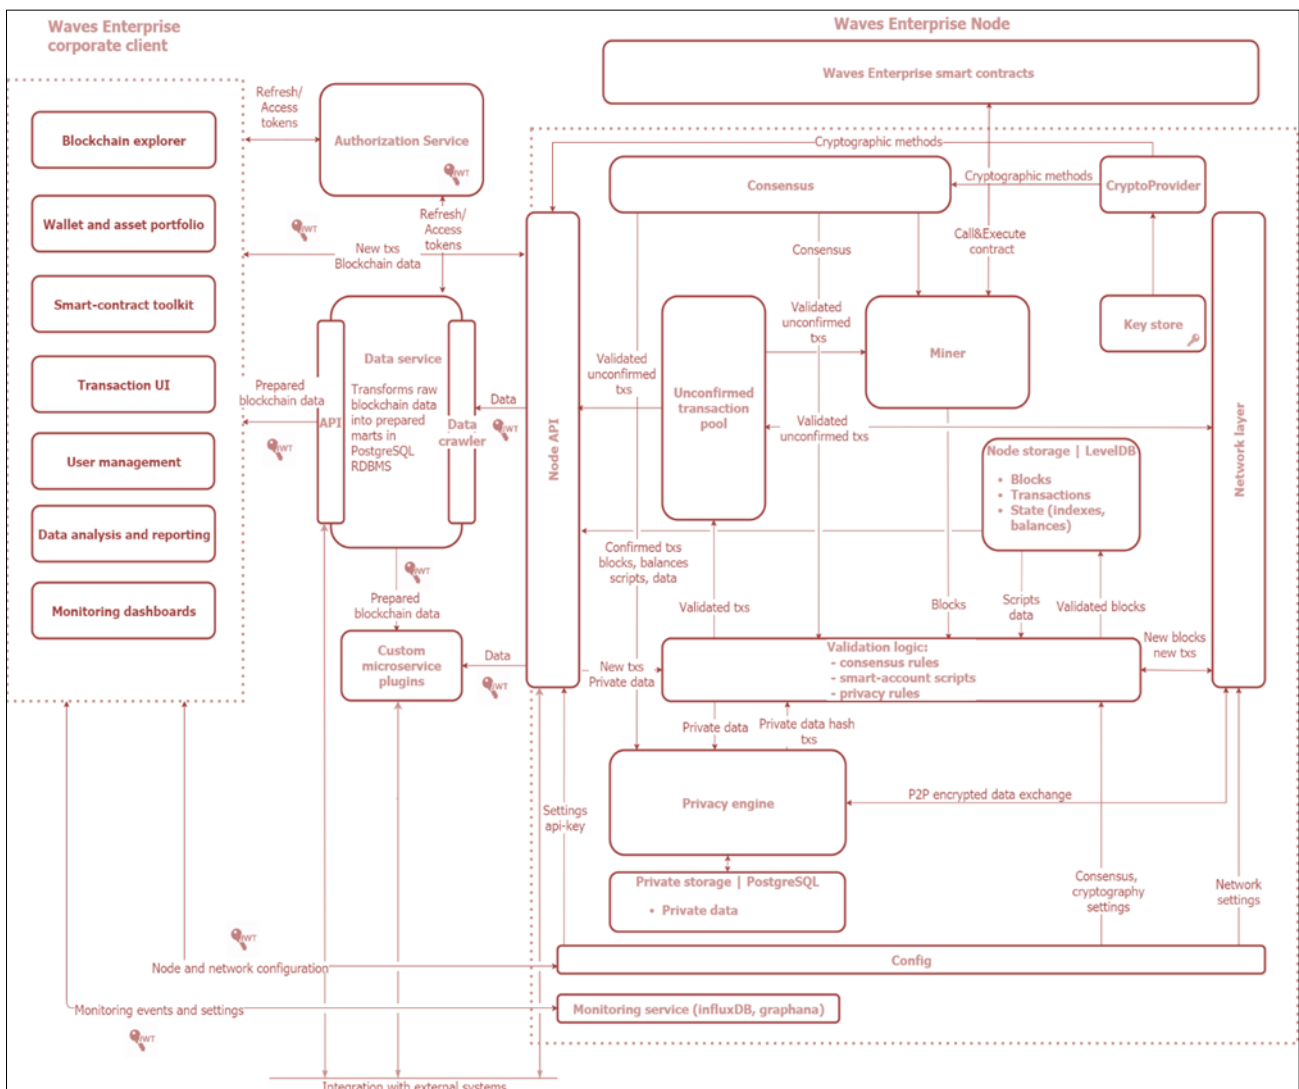 Waves Enterprise
corporate client
Waves Enterprise Node
Waves Enterprise smart contracts
Refresh/
Access
tokens
Authorization Service
JWT
Blockchain explorer
Wallet and asset portfolio
Smart-contract toolkit
Transaction UI
User management
Data analysis and reporting
Monitoring dashboards
Cryptographic methods
Consensus
Cryptographic methods
CryptoProvider
JWT
Refresh/
Access
tokens
New txs
Blockchain data
Consensus
Call&Execute
contract
Key store
Data service
Transforms raw
blockchain data
into prepared
marts in
PostgreSQL
RDBMS
API
Data
crawler
Prepared
blockchain data
JWT
Data
JWT
Node API
Validated
unconfirmed
txs
Unconfirmed
transaction
pool
Validated
unconfirmed
txs
Miner
Validated
unconfirmed txs
Network layer
Node storage | LevelDB
• Blocks
• Transactions
• State (indexes,
balances)
JWT
Prepared
blockchain data
Confirmed txs
blocks, balances
scripts, data
Validated txs
Blocks
Scripts
data
Validated blocks
Custom
microservice
plugins
Data
JWT
New txs
Private data
Validation logic:
- consensus rules
- smart-account scripts
- privacy rules
New blocks
new txs
Private data
Private data hash
txs
Privacy engine
P2P encrypted data exchange
Settings
api-key
Private storage | PostgreSQL
• Private data
Consensus,
cryptography
settings
Network
settings
JWT
Node and network configuration
Config
Monitoring events and settings
Monitoring service (influxDB, graphana)
JWT
Integration with external systems